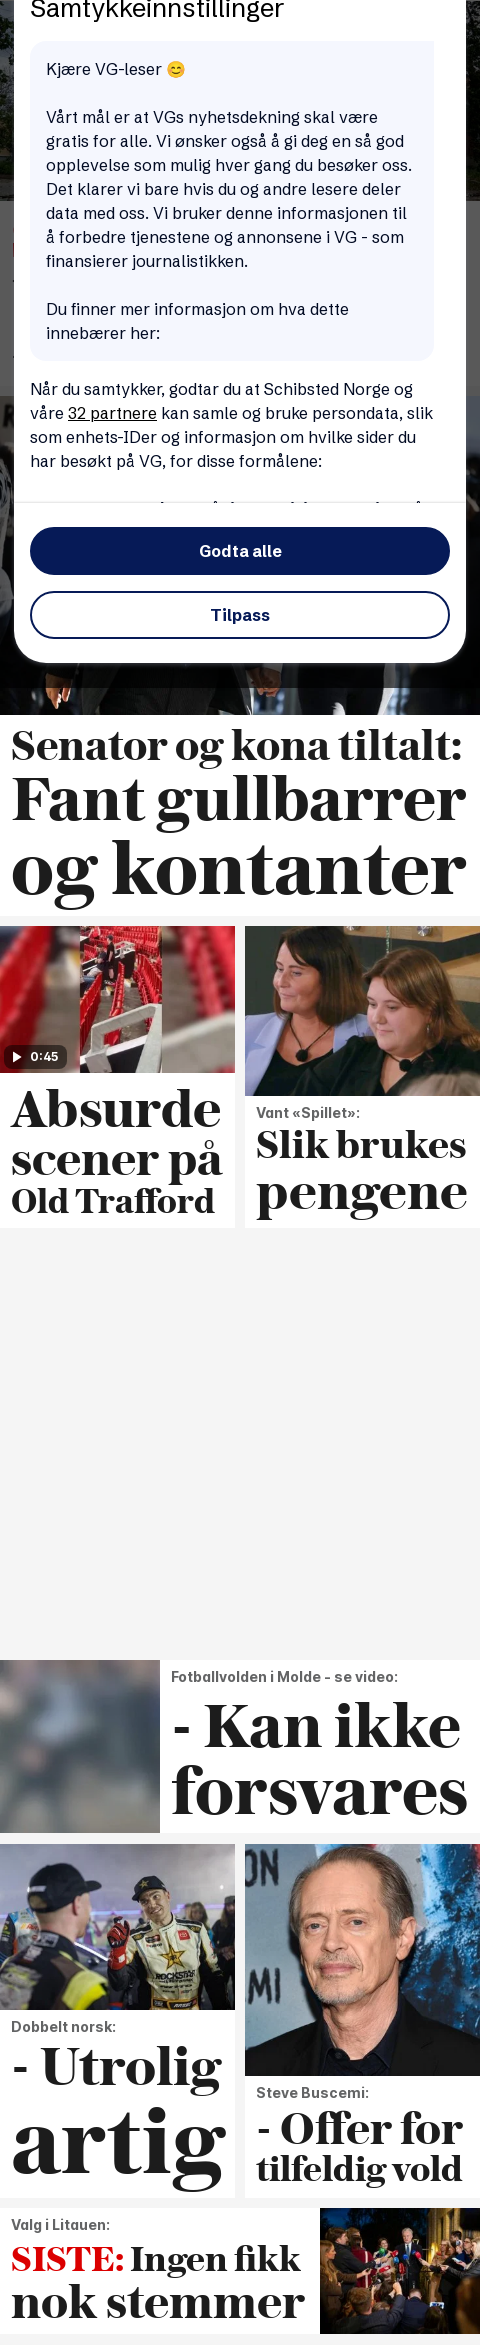 Samtykkeinnstillinger
Kjære VG-leser 😊
Vårt mål er at VGs nyhetsdekning skal være
gratis for alle. Vi ønsker også å gi deg en så god
opplevelse som mulig hver gang du besøker oss.
Det klarer vi bare hvis du og andre lesere deler
data med oss. Vi bruker denne informasjonen til
å forbedre tjenestene og annonsene i VG - som
finansierer journalistikken.
Du finner mer informasjon om hva dette
innebærer her:
Når du samtykker, godtar du at Schibsted Norge og
våre 32 partnere kan samle og bruke persondata, slik
som enhets-IDer og informasjon om hvilke sider du
har besøkt på VG, for disse formålene:
Godta alle
Tilpass
Senator og kona tiltalt:
Fant gullbarrer
og kontanter
0:45
Absurde
scener på
Old Trafford
Vant «Spillet»:
Slik brukes
pengene
Fotballvolden i Molde - se video:
- Kan ikke
forsvares
ROCKSTAR
Dobbelt norsk:
- Utrolig
artig
Steve Buscemi:
- Offer for
tilfeldig vold
Valg i Litauen:
SISTE: Ingen fikk
nok stemmer